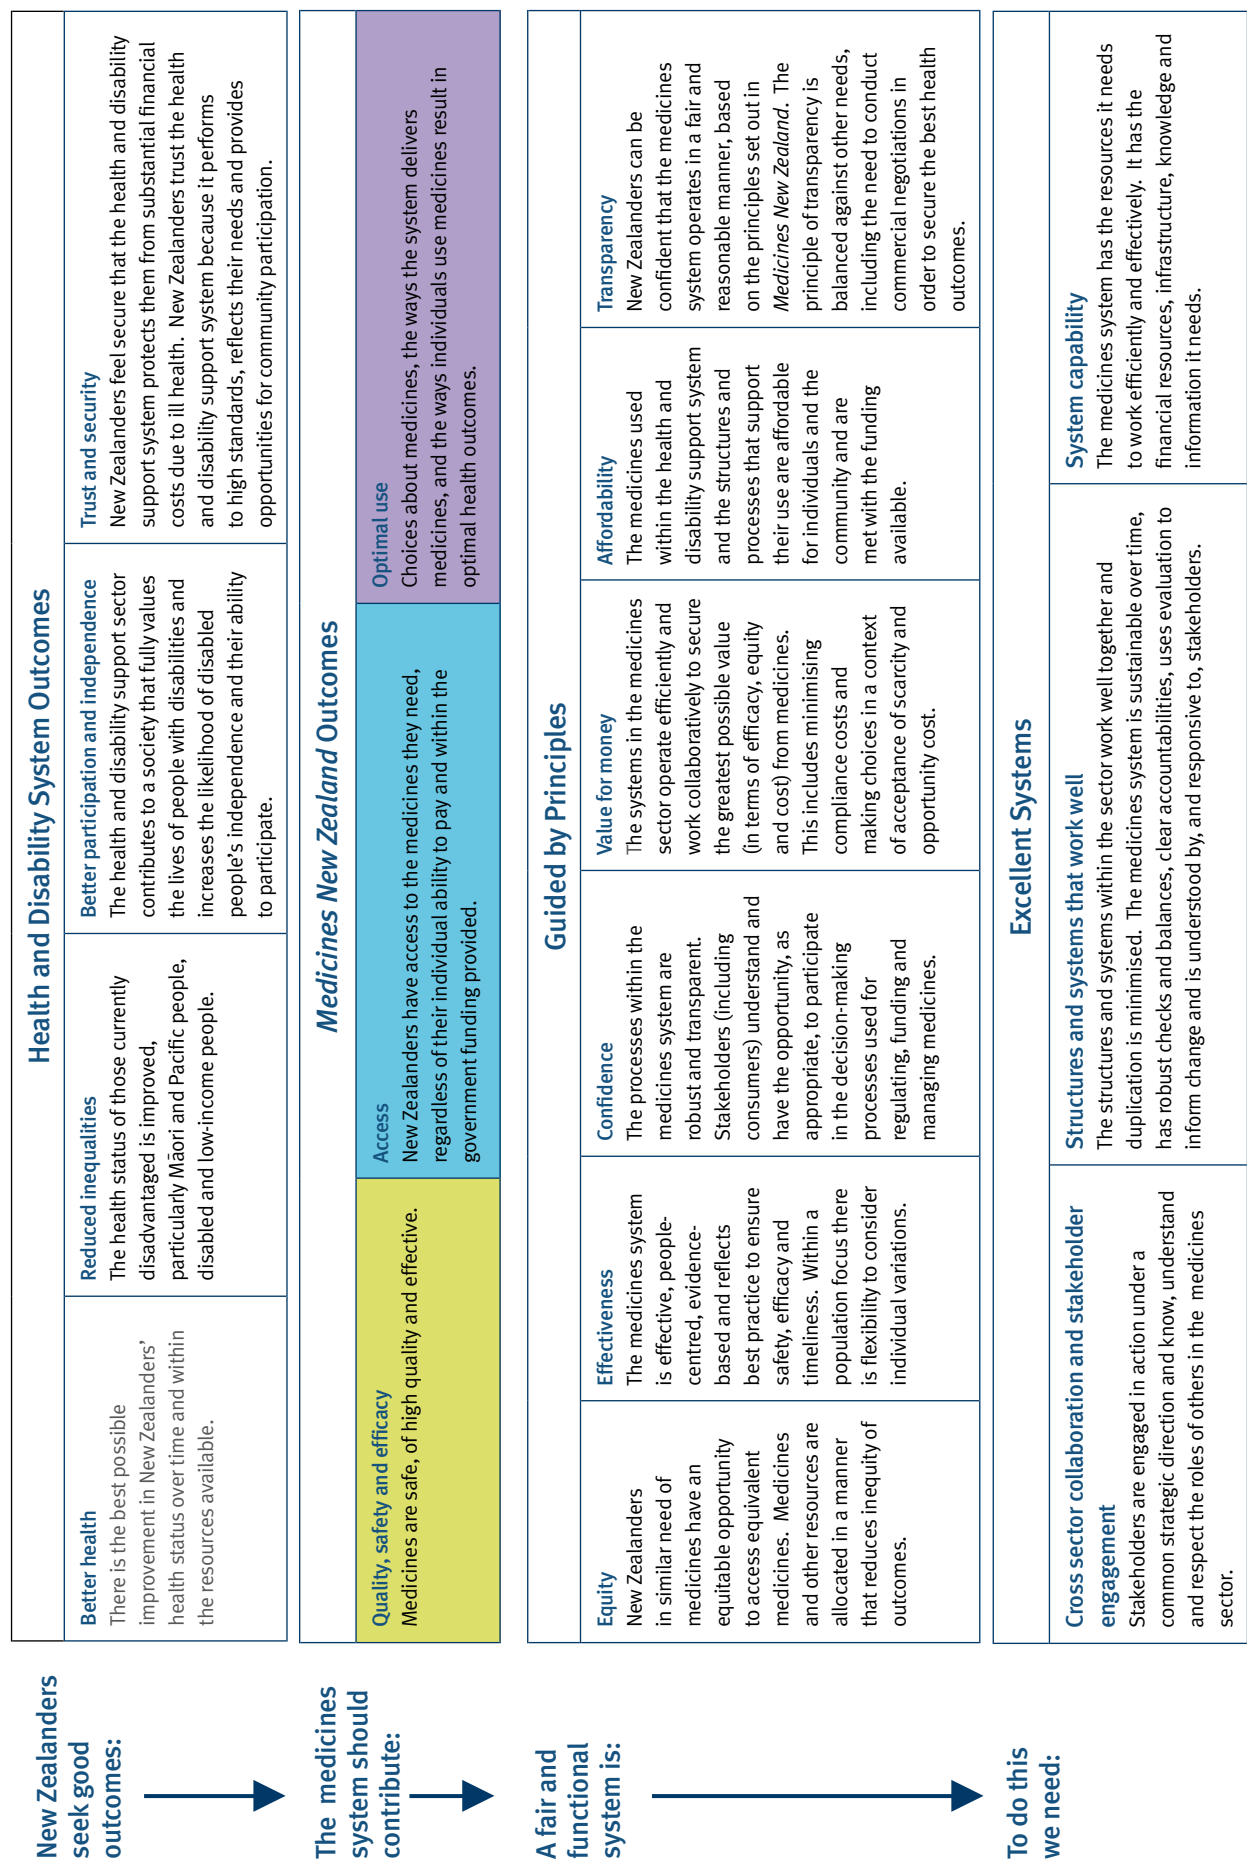 New Zealanders
seek good
outcomes:
Health and Disability System Outcomes
Better health
There is the best possible
improvement in New Zealanders’
health status over time and within
the resources available.
Reduced inequalities
The health status of those currently
disadvantaged is improved,
particularly Māori and Pacific people,
disabled and low-income people.
Better participation and independence
The health and disability support sector
contributes to a society that fully values
the lives of people with disabilities and
increases the likelihood of disabled
people’s independence and their ability
to participate.
Trust and security
New Zealanders feel secure that the health and disability
support system protects them from substantial financial
costs due to ill health. New Zealanders trust the health
and disability support system because it performs
to high standards, reflects their needs and provides
opportunities for community participation.
The medicines
system should
contribute:
Medicines New Zealand Outcomes
Quality, safety and efficacy
Medicines are safe, of high quality and effective.
Access
New Zealanders have access to the medicines they need,
regardless of their individual ability to pay and within the
government funding provided.
Optimal use
Choices about medicines, the ways the system delivers
medicines, and the ways individuals use medicines result in
optimal health outcomes.
A fair and
functional
system is:
Guided by Principles
Equity
New Zealanders
in similar need of
medicines have an
equitable opportunity
to access equivalent
medicines. Medicines
and other resources are
allocated in a manner
that reduces inequity of
outcomes.
Effectiveness
The medicines system
is effective, people-
centred, evidence-
based and reflects
best practice to ensure
safety, efficacy and
timeliness. Within a
population focus there
is flexibility to consider
individual variations.
Confidence
The processes within the
medicines system are
robust and transparent.
Stakeholders (including
consumers) understand and
have the opportunity, as
appropriate, to participate
in the decision-making
processes used for
regulating, funding and
managing medicines.
Value for money
The systems in the medicines
sector operate efficiently and
work collaboratively to secure
the greatest possible value
(in terms of efficacy, equity
and cost) from medicines.
This includes minimising
compliance costs and
making choices in a context
of acceptance of scarcity and
opportunity cost.
Affordability
The medicines used
within the health and
disability support system
and the structures and
processes that support
their use are affordable
for individuals and the
community and are
met with the funding
available.
Transparency
New Zealanders can be
confident that the medicines
system operates in a fair and
reasonable manner, based
on the principles set out in
Medicines New Zealand. The
principle of transparency is
balanced against other needs,
including the need to conduct
commercial negotiations in
order to secure the best health
outcomes.
To do this
we need:
Excellent Systems
Cross sector collaboration and stakeholder
engagement
Stakeholders are engaged in action under a
common strategic direction and know, understand
and respect the roles of others in the medicines
sector.
Structures and systems that work well
The structures and systems within the sector work well together and
duplication is minimised. The medicines system is sustainable over time,
has robust checks and balances, clear accountabilities, uses evaluation to
inform change and is understood by, and responsive to, stakeholders.
System capability
The medicines system has the resources it needs
to work efficiently and effectively. It has the
financial resources, infrastructure, knowledge and
information it needs.